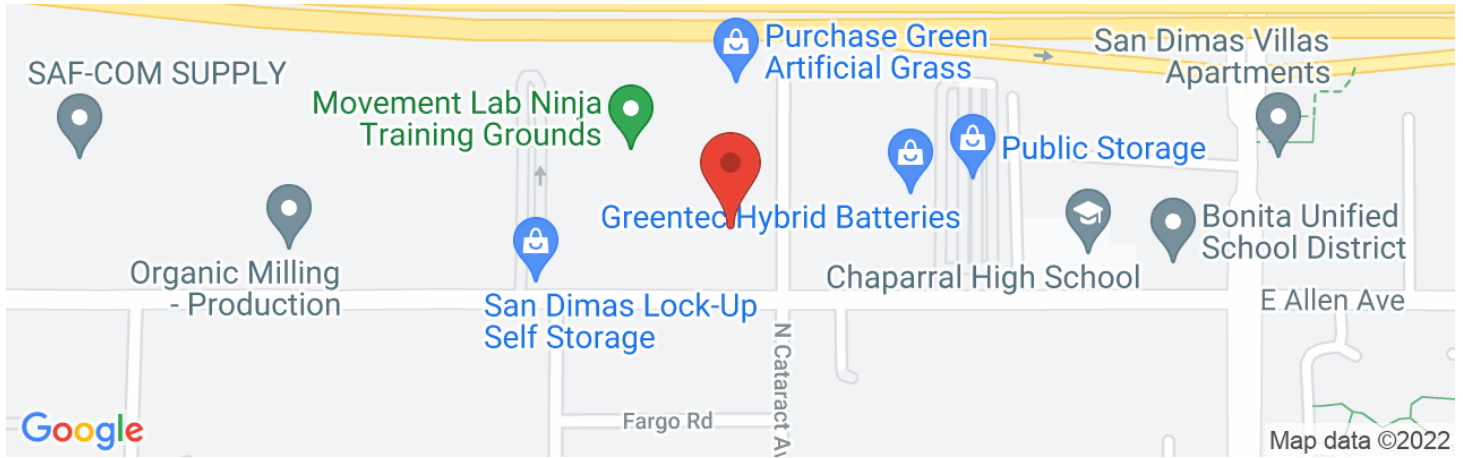 Purchase Green
Artificial Grass
San Dimas Villas
Apartments
SAF-COM SUPPLY
Movement Lab Ninja
Training Grounds
Public Storage
Greentec Hybrid Batteries
Bonita Unified
School District
Organic Milling
- Production
Chaparral High School
San Dimas Lock-Up
Self Storage
E Allen Ave
N Cataract Av
Fargo Rd
Google
Map data ©2022